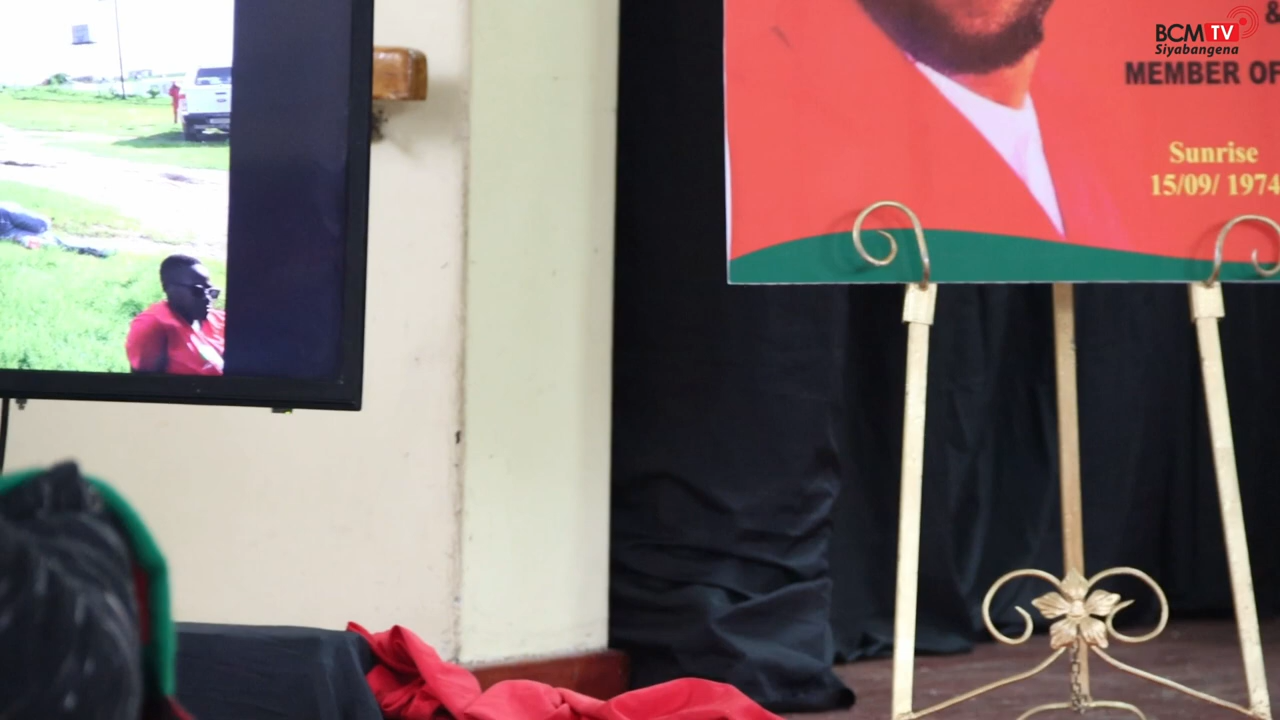 BCM TV
Siyabangena
&
MEMBER OF
Sunrise
15/09/ 1974